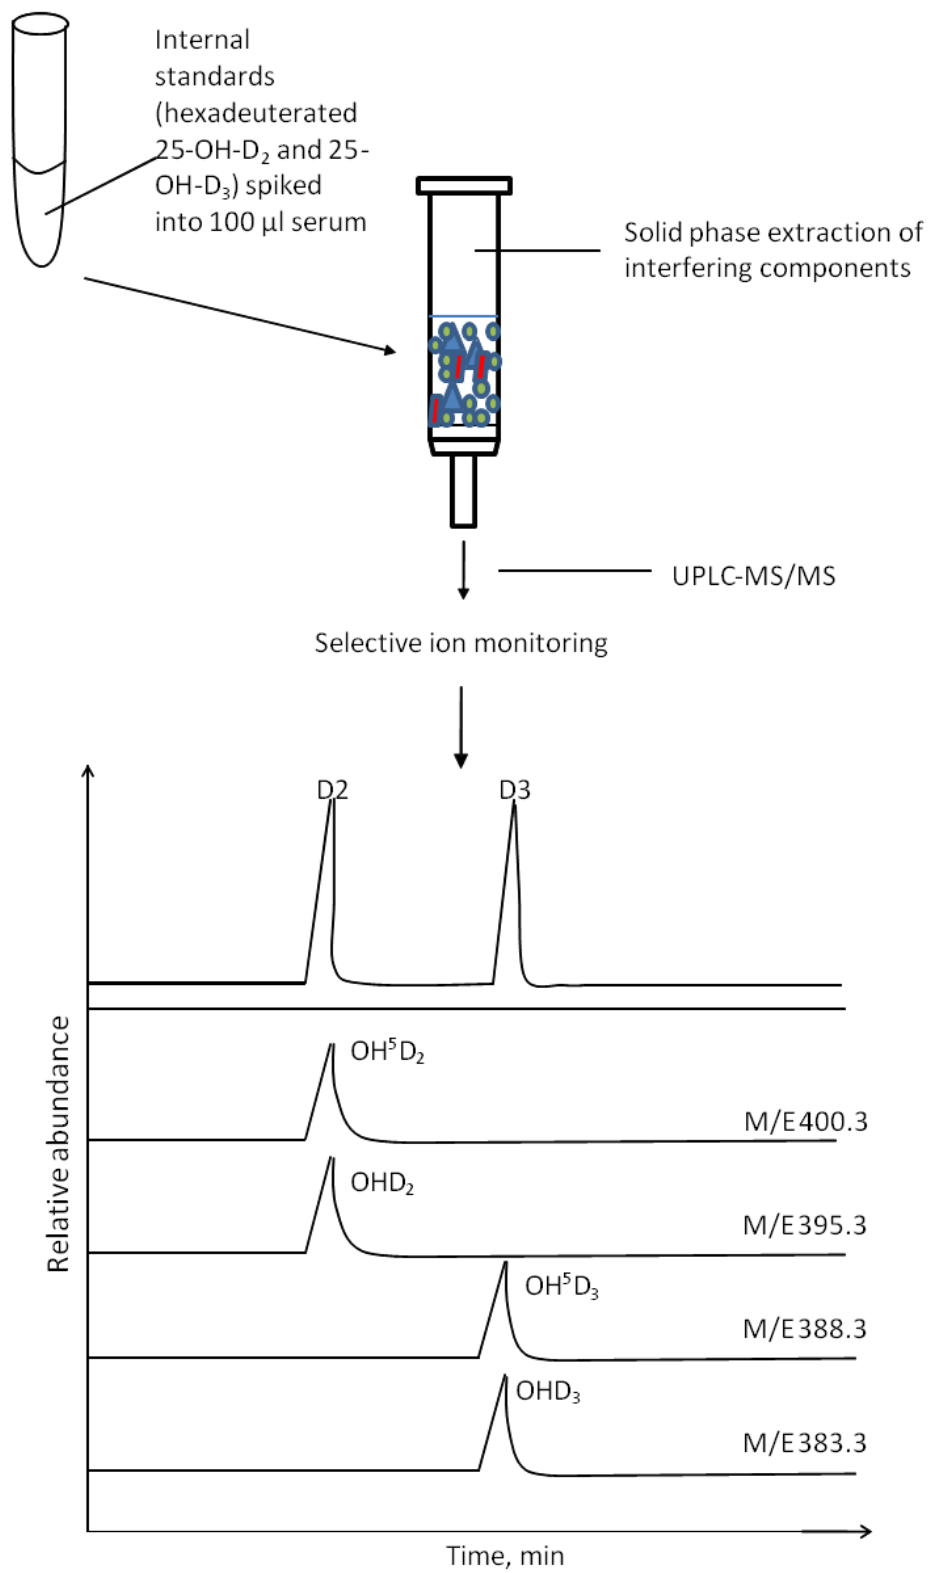 Internal
standards
(hexadeuterated
25-OH-D₂ and 25-
OH-D₃) spiked
into 100 µl serum
Solid phase extraction of
interfering components
UPLC-MS/MS
Selective ion monitoring
D2
D3
OH⁵D₂
M/E400.3
OHD₂
M/E395.3
OH⁵D₃
M/E388.3
OHD₃
M/E383.3
Relative abundance
Time, min